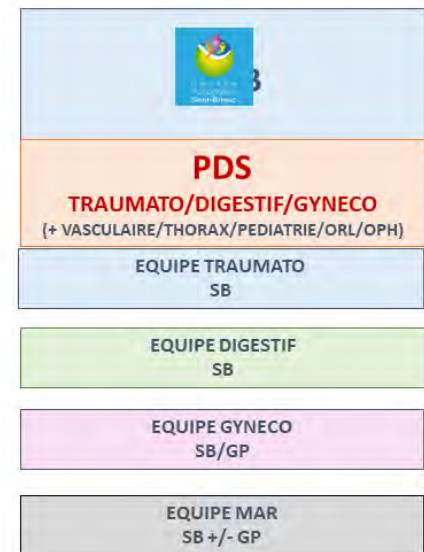 B
PDS
TRAUMATO/DIGESTIF/GYNECO
(+ VASCULAIRE/THORAX/PEDIATRIE/ORL/OPH)
EQUIPE TRAUMATO
SB
EQUIPE DIGESTIF
SB
EQUIPE GYNECO
SB/GP
EQUIPE MAR
SB +/- GP